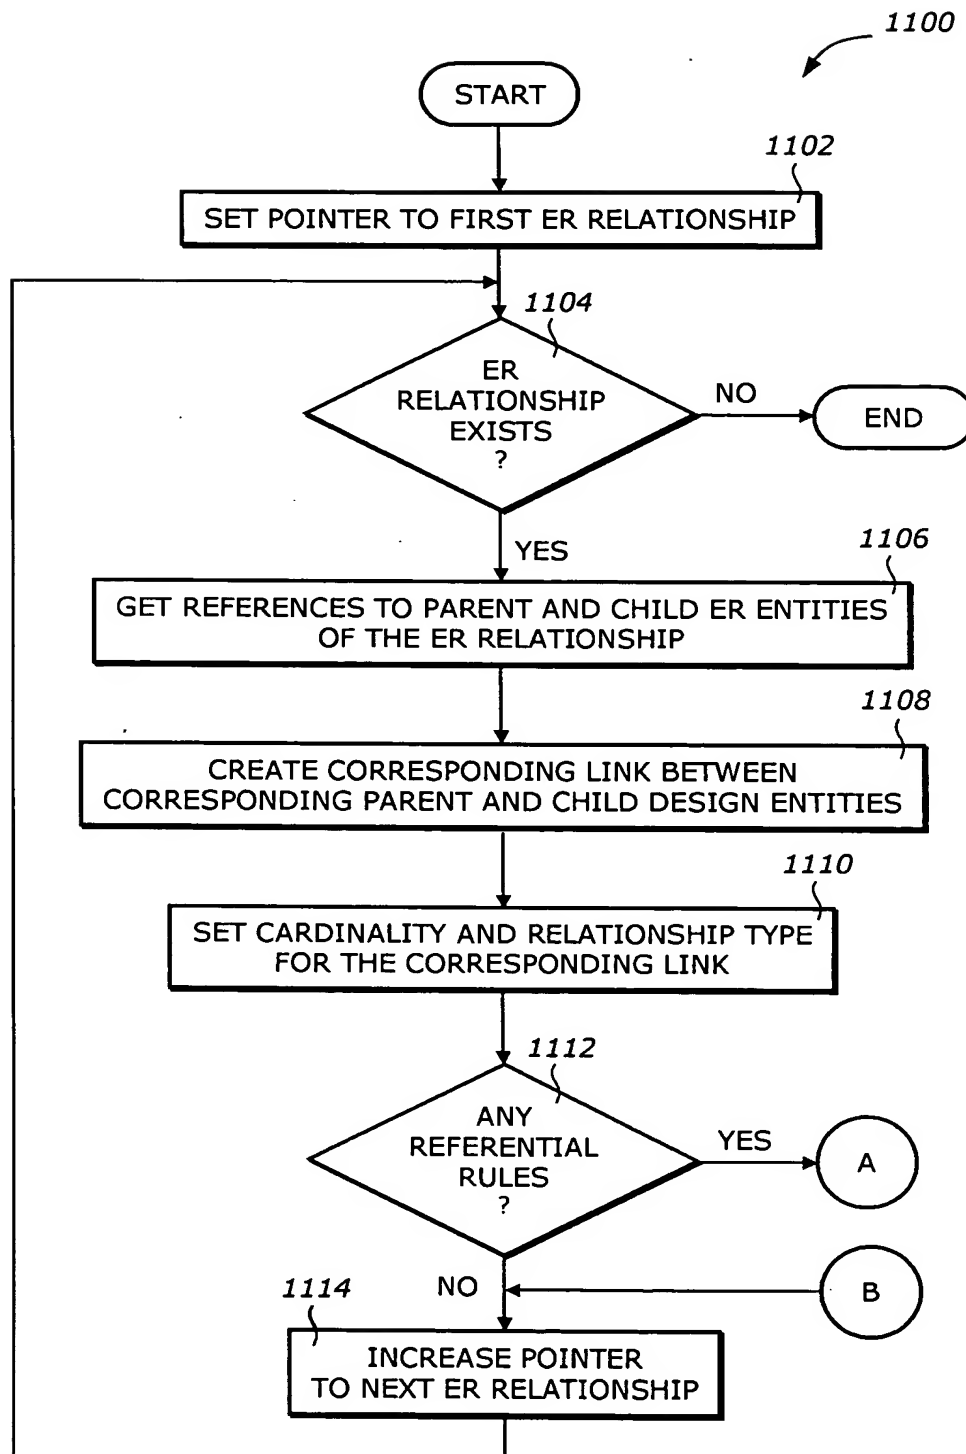 1100
START
1102
SET POINTER TO FIRST ER RELATIONSHIP
1104
ER
RELATIONSHIP
EXISTS
?
NO
END
YES
1106
GET REFERENCES TO PARENT AND CHILD ER ENTITIES
OF THE ER RELATIONSHIP
1108
CREATE CORRESPONDING LINK BETWEEN
CORRESPONDING PARENT AND CHILD DESIGN ENTITIES
1110
SET CARDINALITY AND RELATIONSHIP TYPE
FOR THE CORRESPONDING LINK
1112
ANY
REFERENTIAL
RULES
?
YES
A
NO
B
1114
INCREASE POINTER
TO NEXT ER RELATIONSHIP